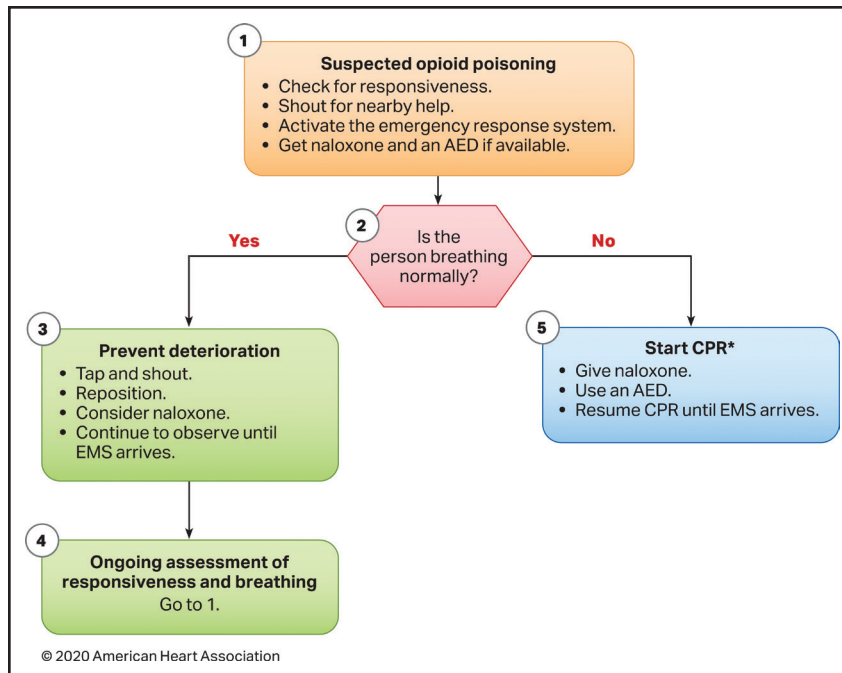 1
Suspected opioid poisoning
• Check for responsiveness.
• Shout for nearby help.
• Activate the emergency response system.
• Get naloxone and an AED if available.
2
Is the
person breathing
normally?
Yes
No
3
Prevent deterioration
• Tap and shout.
• Reposition.
• Consider naloxone.
• Continue to observe until
EMS arrives.
5
Start CPR*
• Give naloxone.
• Use an AED.
• Resume CPR until EMS arrives.
4
Ongoing assessment of
responsiveness and breathing
Go to 1.
© 2020 American Heart Association